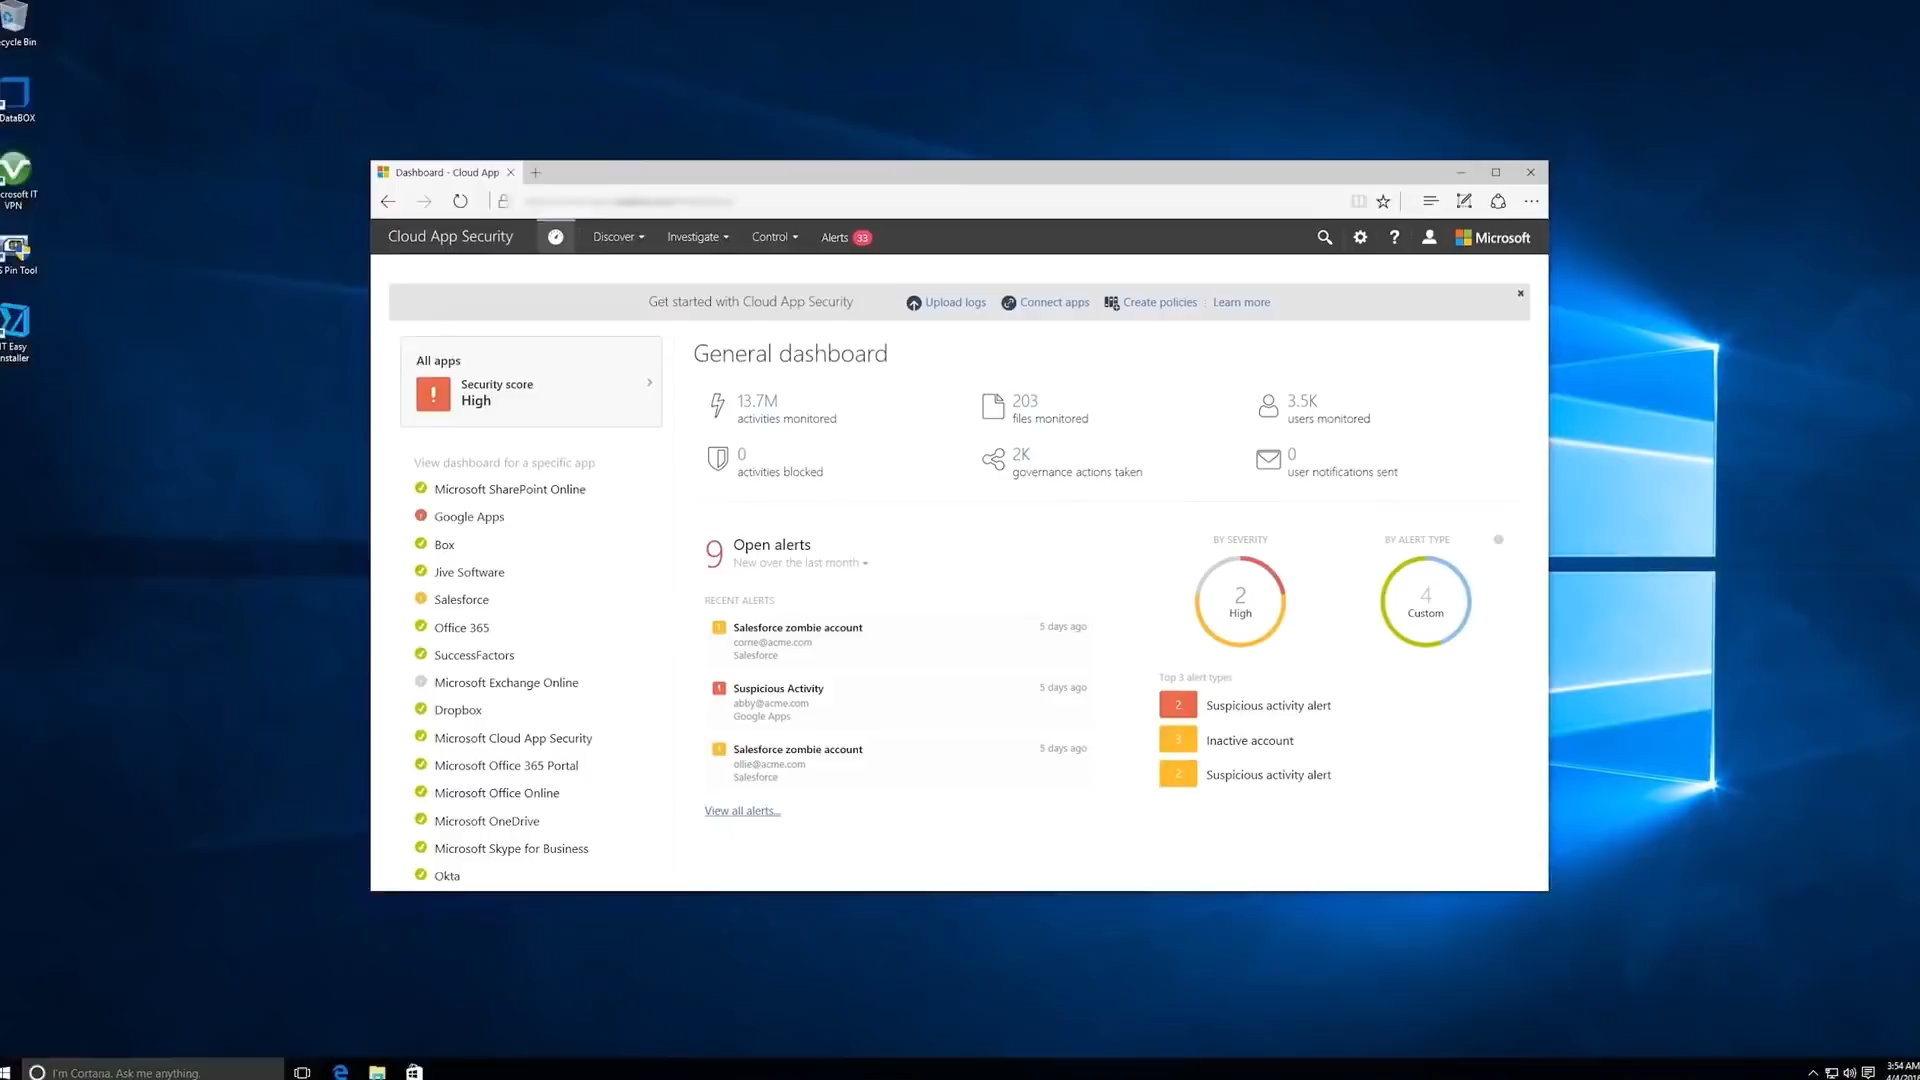 ecycle Bin
DataBOX
crosoft IT
VPN
S Pin Tool
IT Easy
nstaller
Dashboard - Cloud App
Cloud App Security
Discover
Investigate
Control
Alerts 33
Microsoft
Get started with Cloud App Security
Upload logs
Connect apps
Create policies
Learn more
All apps
Security score
High
View dashboard for a specific app
Microsoft SharePoint Online
Google Apps
Box
Jive Software
Salesforce
Office 365
SuccessFactors
Microsoft Exchange Online
Dropbox
Microsoft Cloud App Security
Microsoft Office 365 Portal
Microsoft Office Online
Microsoft OneDrive
Microsoft Skype for Business
Okta
General dashboard
13.7M
activities monitored
203
files monitored
3.5K
users monitored
0
activities blocked
2K
governance actions taken
0
user notifications sent
9 Open alerts
New over the last month
RECENT ALERTS
Salesforce zombie account 5 days ago
corrie@acme.com
Salesforce
Suspicious Activity 5 days ago
abby@acme.com
Google Apps
Salesforce zombie account 5 days ago
ollie@acme.com
Salesforce
View all alerts...
BY SEVERITY
2
High
BY ALERT TYPE
4
Custom
Top 3 alert types
2 Suspicious activity alert
3 Inactive account
2 Suspicious activity alert
I'm Cortana. Ask me anything.
3:54 AM